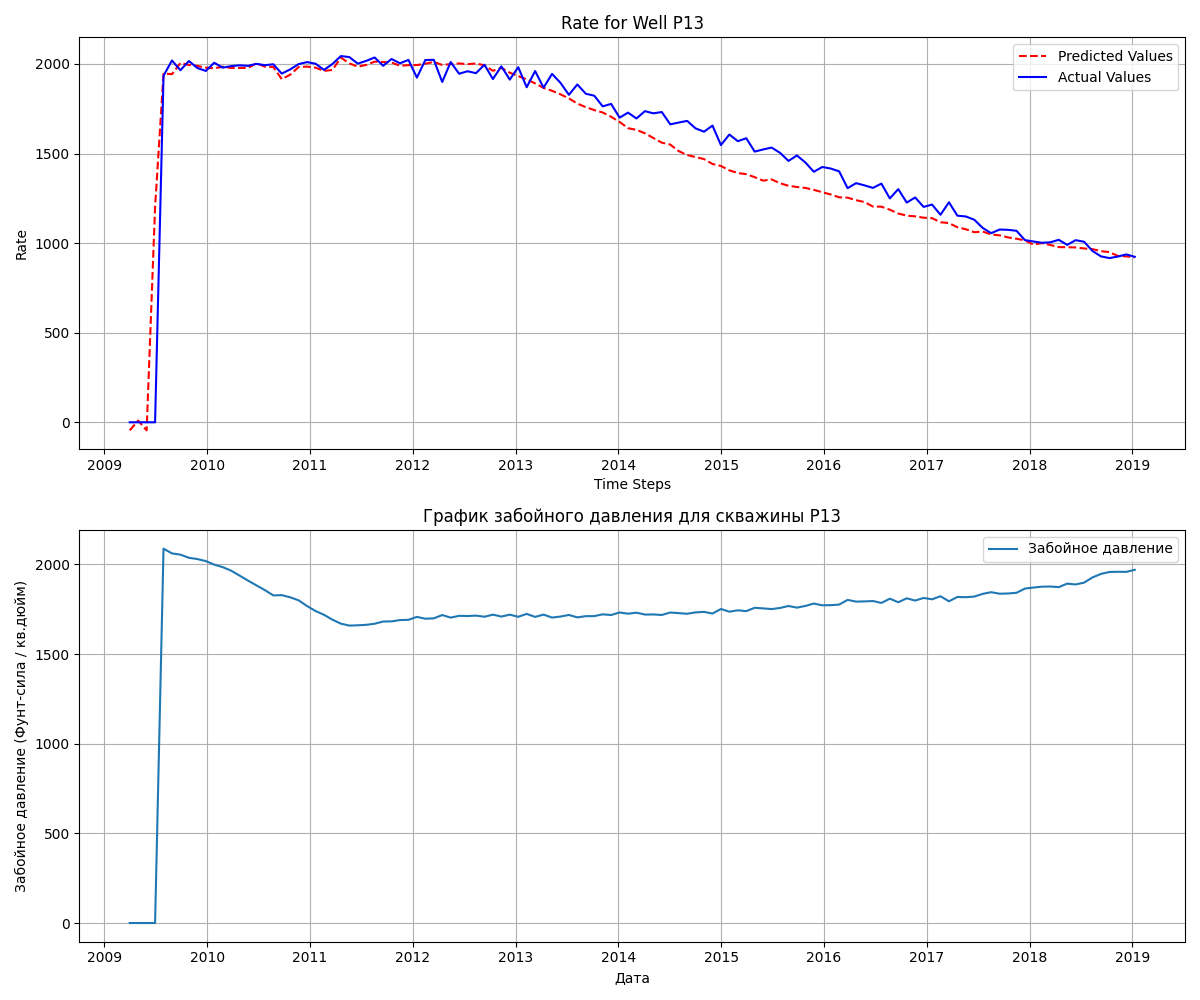 Rate for Well P13
Predicted Values
Actual Values
2000
1500
1000
500
0
Rate
2009 2010 2011 2012 2013 2014 2015 2016 2017 2018 2019
Time Steps
График забойного давления для скважины P13
Забойное давление
2000
1500
1000
500
0
Забойное давление (Фунт-сила / кв.дюйм)
2009 2010 2011 2012 2013 2014 2015 2016 2017 2018 2019
Дата